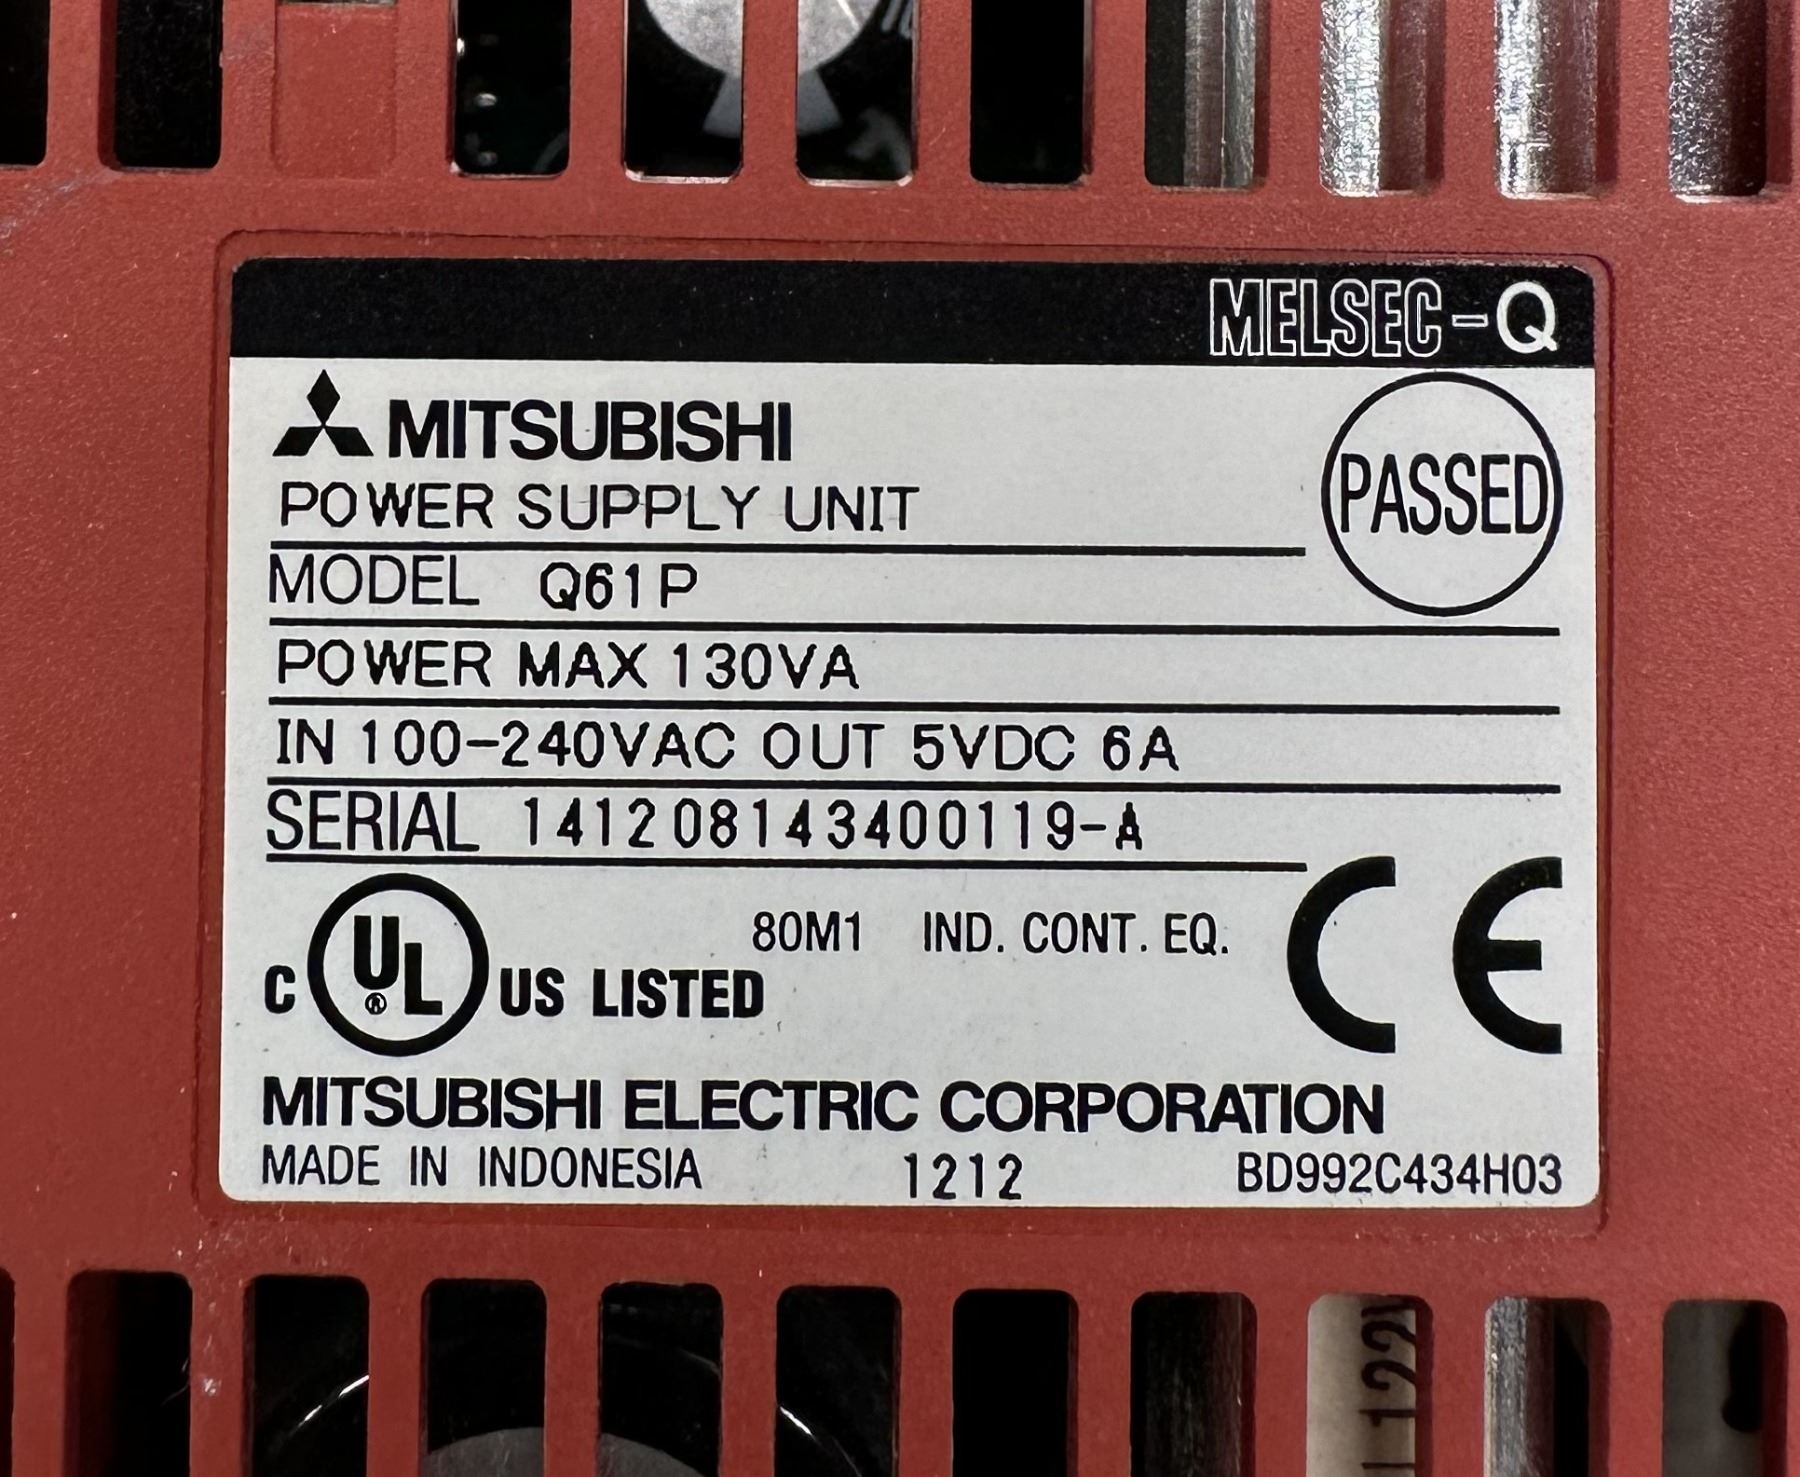 MELSEC-Q
MITSUBISHI
POWER SUPPLY UNIT
PASSED
MODEL Q61P
POWER MAX 130VA
IN 100-240VAC OUT 5VDC 6A
SERIAL 141208143400119-A
80M1 IND. CONT. EQ.
C UL ® US LISTED
CE
MITSUBISHI ELECTRIC CORPORATION
MADE IN INDONESIA 1212 BD992C434H03